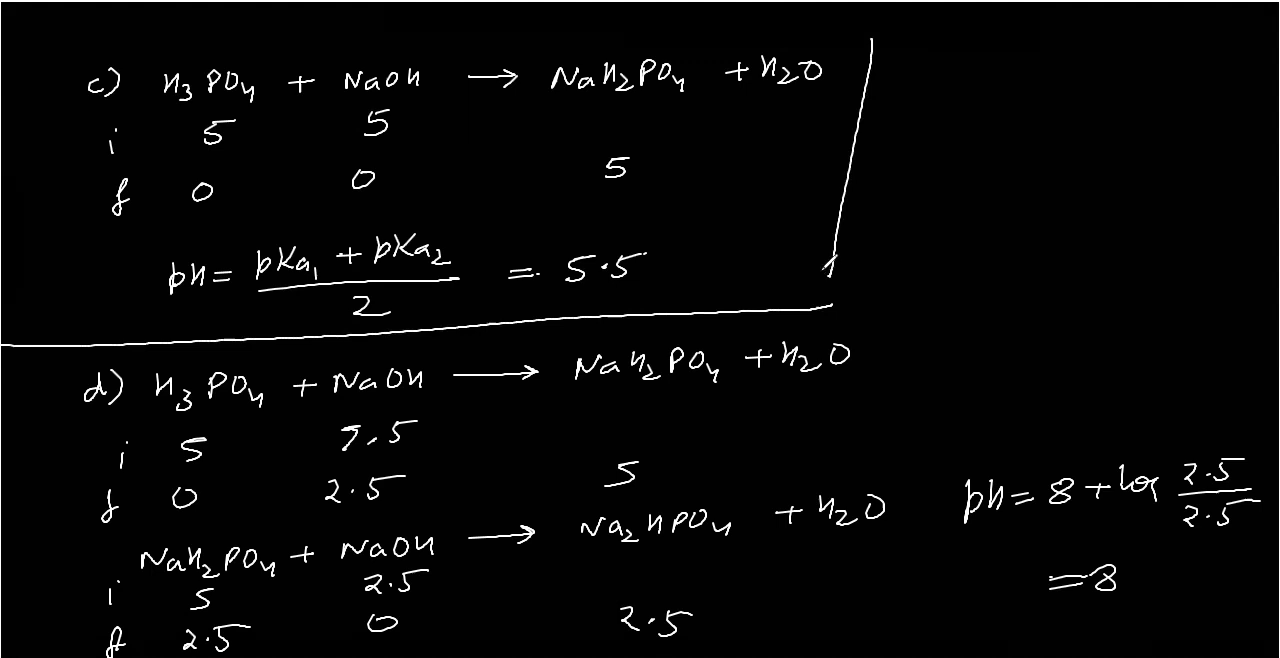 c) H3PO4 + NaOH → NaH2PO4 + H2O
i 5 5
f 0 0 5
pH = pKa1 + pKa2 / 2 = 5.5
d) H3PO4 + NaOH → NaH2PO4 + H2O
i 5 7.5
f 0 2.5 5
NaH2PO4 + NaOH → Na2HPO4 + H2O
i 5 2.5
f 2.5 0 2.5
pH = 8 + log 2.5 / 2.5
= 8